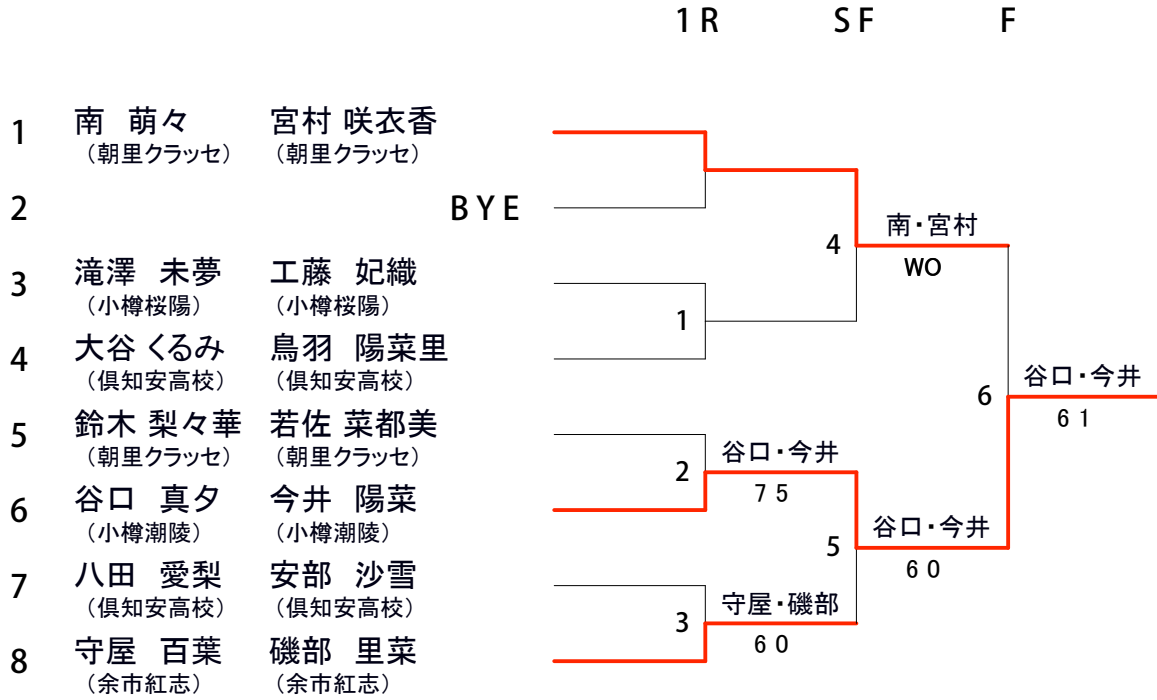 1R SF F
1 南 萌々 宮村 咲衣香
（朝里クラッセ） （朝里クラッセ）
2 BYE
4 南・宮村
WO
3 滝澤 未夢 工藤 妃織
（小樽桜陽） （小樽桜陽）
1
4 大谷 くるみ 鳥羽 陽菜里
（倶知安高校） （倶知安高校）
6 谷口・今井
61
5 鈴木 梨々華 若佐 菜都美
（朝里クラッセ） （朝里クラッセ）
2 谷口・今井
75
6 谷口 真夕 今井 陽菜
（小樽潮陵） （小樽潮陵）
5 谷口・今井
60
7 八田 愛梨 安部 沙雪
（倶知安高校） （倶知安高校）
3 守屋・磯部
60
8 守屋 百葉 磯部 里菜
（余市紅志） （余市紅志）